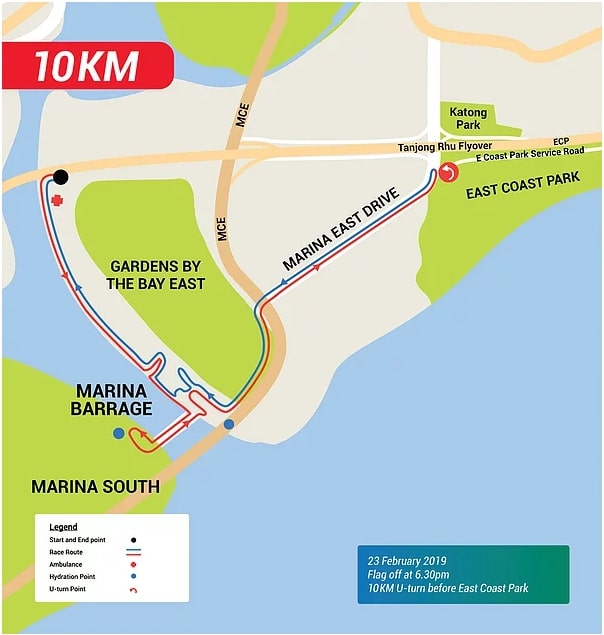 10KM
MCE
Katong
Park
Tanjong Rhu Flyover
ECP
E Coast Park Service Road
EAST COAST PARK
MCE
MARINA EAST DRIVE
GARDENS BY
THE BAY EAST
MARINA
BARRAGE
MARINA SOUTH
Legend
Start and End point
Race Route
Ambulance
Hydration Point
U-turn Point
23 February 2019
Flag off at 6.30pm
10KM U-turn before East Coast Park